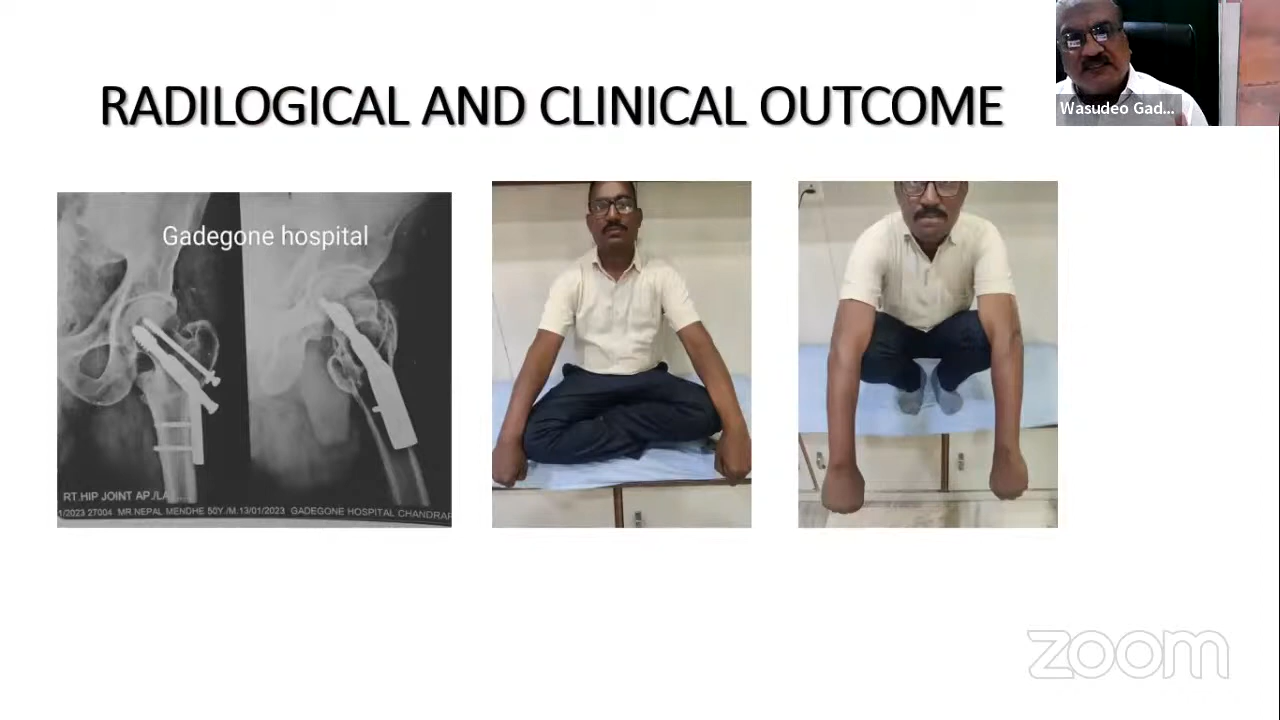 RADILOGICAL AND CLINICAL OUTCOME
Wasudeo Gad...
Gadegone hospital
RT.HIP JOINT AP./LA
1/2023 27004 MR.NEPAL MENDHE 50Y./M.13/01/2023 GADEGONE HOSPITAL CHANDRAP
zoom